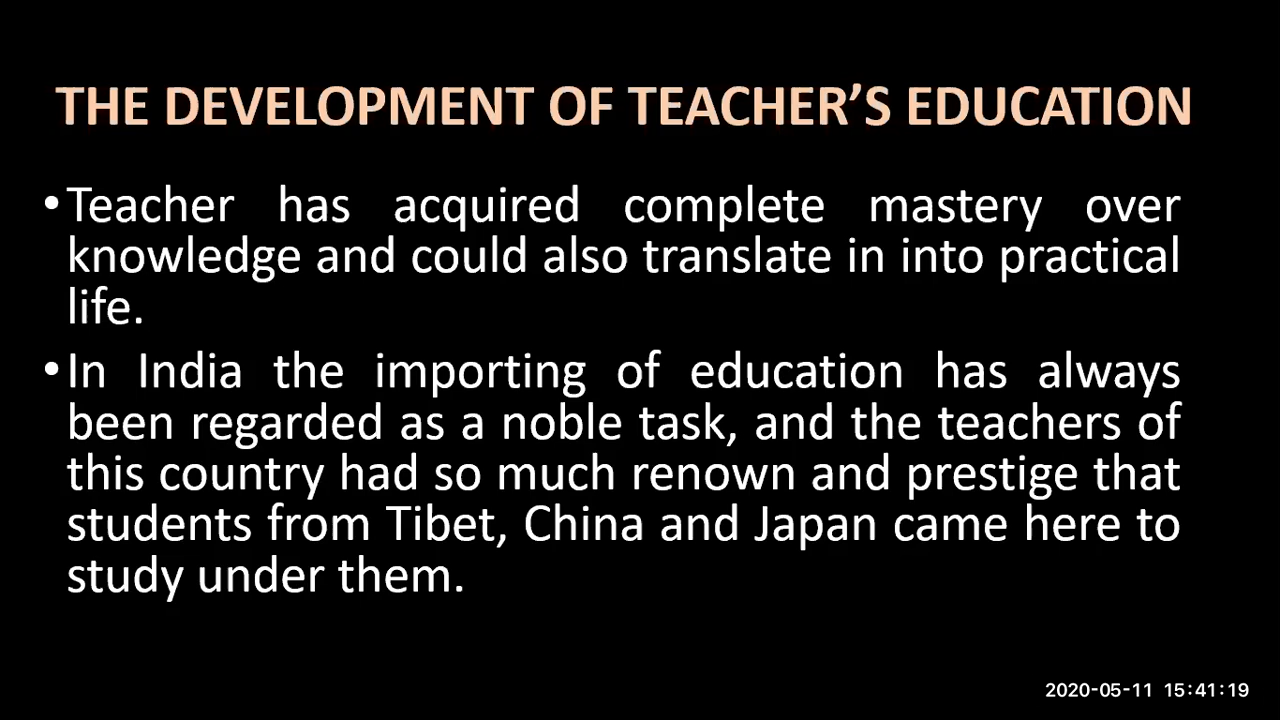 THE DEVELOPMENT OF TEACHER’S EDUCATION
•Teacher has acquired complete mastery over
knowledge and could also translate in into practical
life.
•In India the importing of education has always
been regarded as a noble task, and the teachers of
this country had so much renown and prestige that
students from Tibet, China and Japan came here to
study under them.
2020-05-11 15:41:19